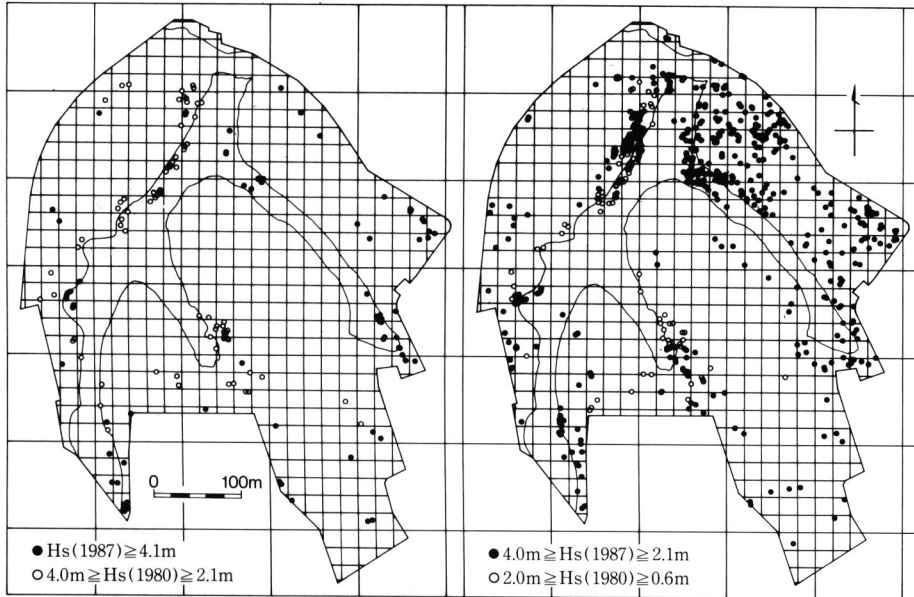 0 100m
●Hs(1987)≧4.1m
○4.0m≧Hs(1980)≧2.1m
●4.0m≧Hs(1987)≧2.1m
○2.0m≧Hs(1980)≧0.6m